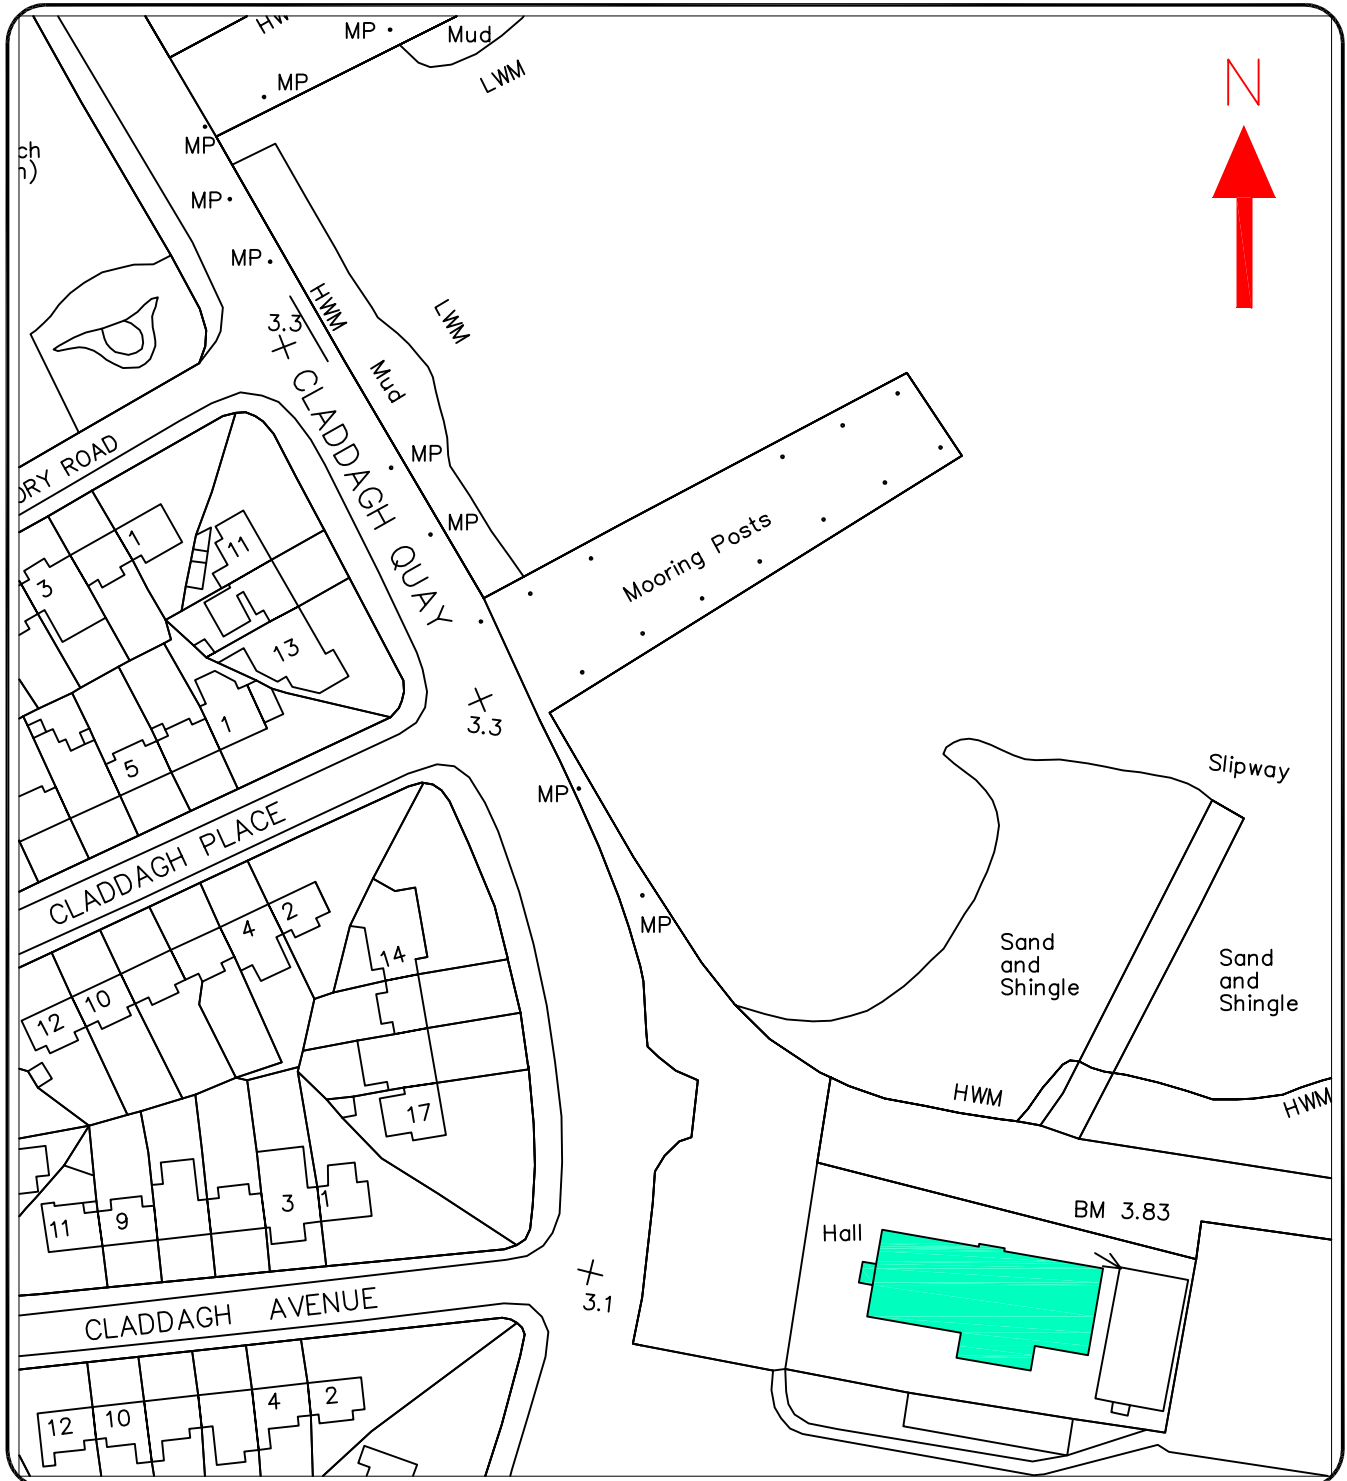 HW
MP
Mud
LWM
MP
N
MP
ch
n)
MP
MP
HWM
LWM
3.3
Mud
CLADDAGH QUAY
MP
ORY ROAD
MP
1
11
3
Mooring Posts
13
3.3
1
5
Slipway
MP
CLADDAGH PLACE
2
4
MP
14
Sand
and
Shingle
Sand
and
Shingle
10
12
HWM
HWM
17
3
1
9
11
BM 3.83
Hall
3.1
CLADDAGH AVENUE
2
4
10
12